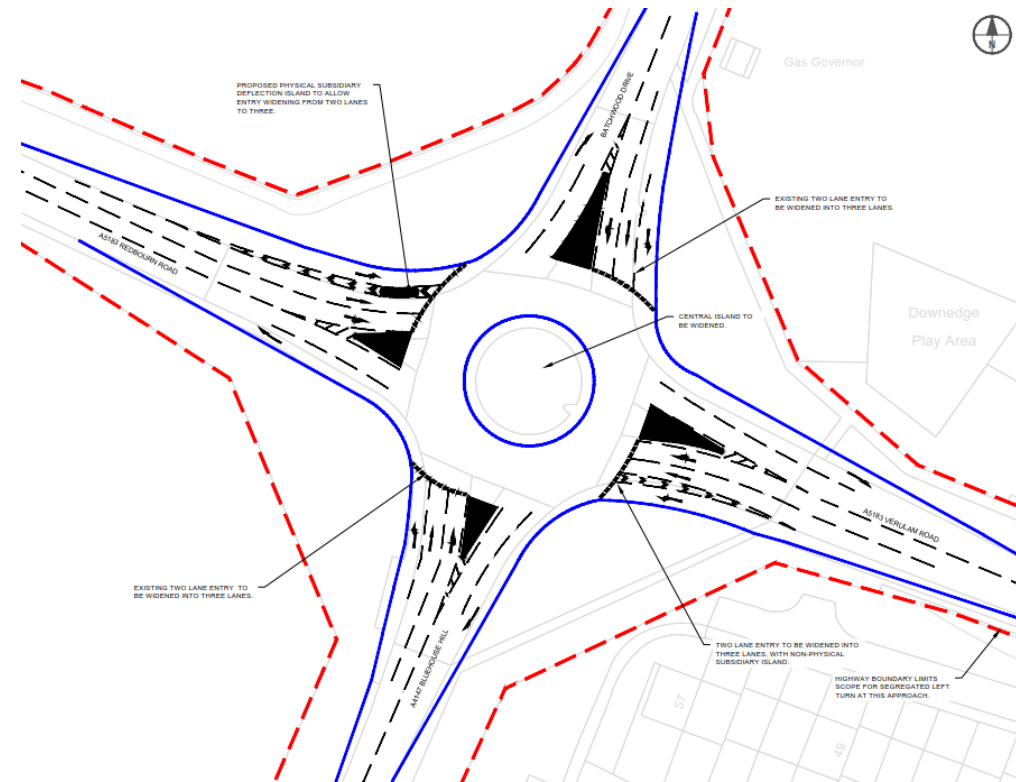 N
Gas Governor
PROPOSED PHYSICAL SUBSIDIARY
DEFLECTION ISLAND TO ALLOW
ENTRY WIDENING FROM TWO LANES
TO THREE.
BATCHWOOD DRIVE
EXISTING TWO LANE ENTRY TO
BE WIDENED INTO THREE LANES.
A5183 REDBOURN ROAD
CENTRAL ISLAND TO
BE WIDENED.
Downedge
Play Area
A5183 VERULAM ROAD
EXISTING TWO LANE ENTRY TO
BE WIDENED INTO THREE LANES.
A4147 BLUEHOUSE HILL
TWO LANE ENTRY TO BE WIDENED INTO
THREE LANES, WITH NON-PHYSICAL
SUBSIDIARY ISLAND.
HIGHWAY BOUNDARY LIMITS
SCOPE FOR SEGREGATED LEFT
TURN AT THIS APPROACH.
57
49